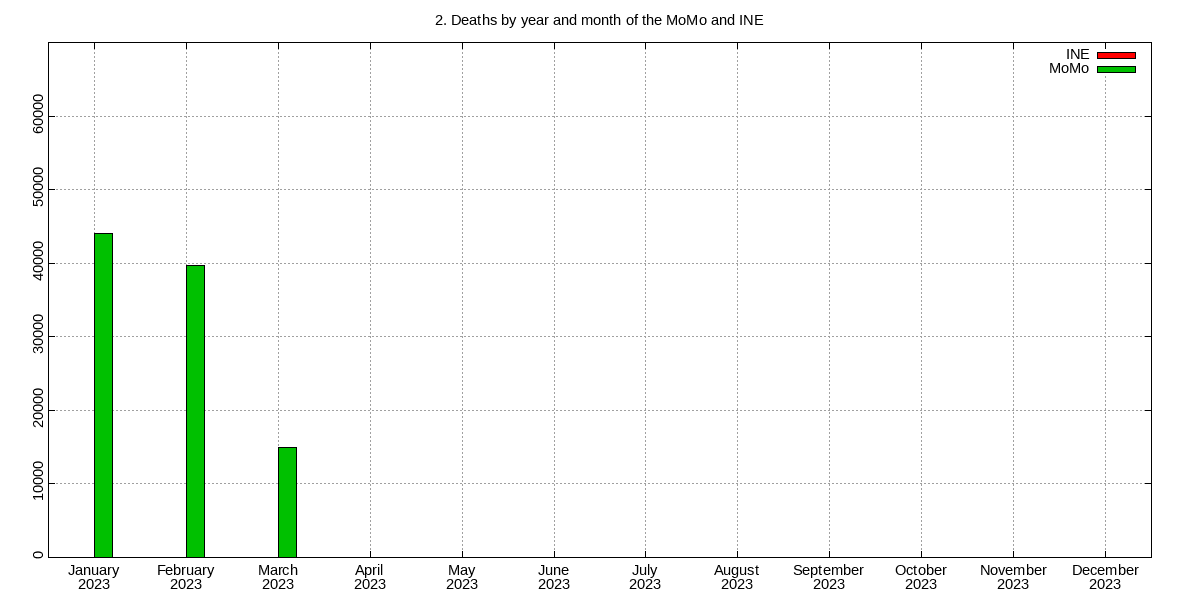 2. Deaths by year and month of the MoMo and INE
INE
MoMo
60000
50000
40000
30000
20000
10000
0
January February March April May June July August September October November December
2023 2023 2023 2023 2023 2023 2023 2023 2023 2023 2023 2023